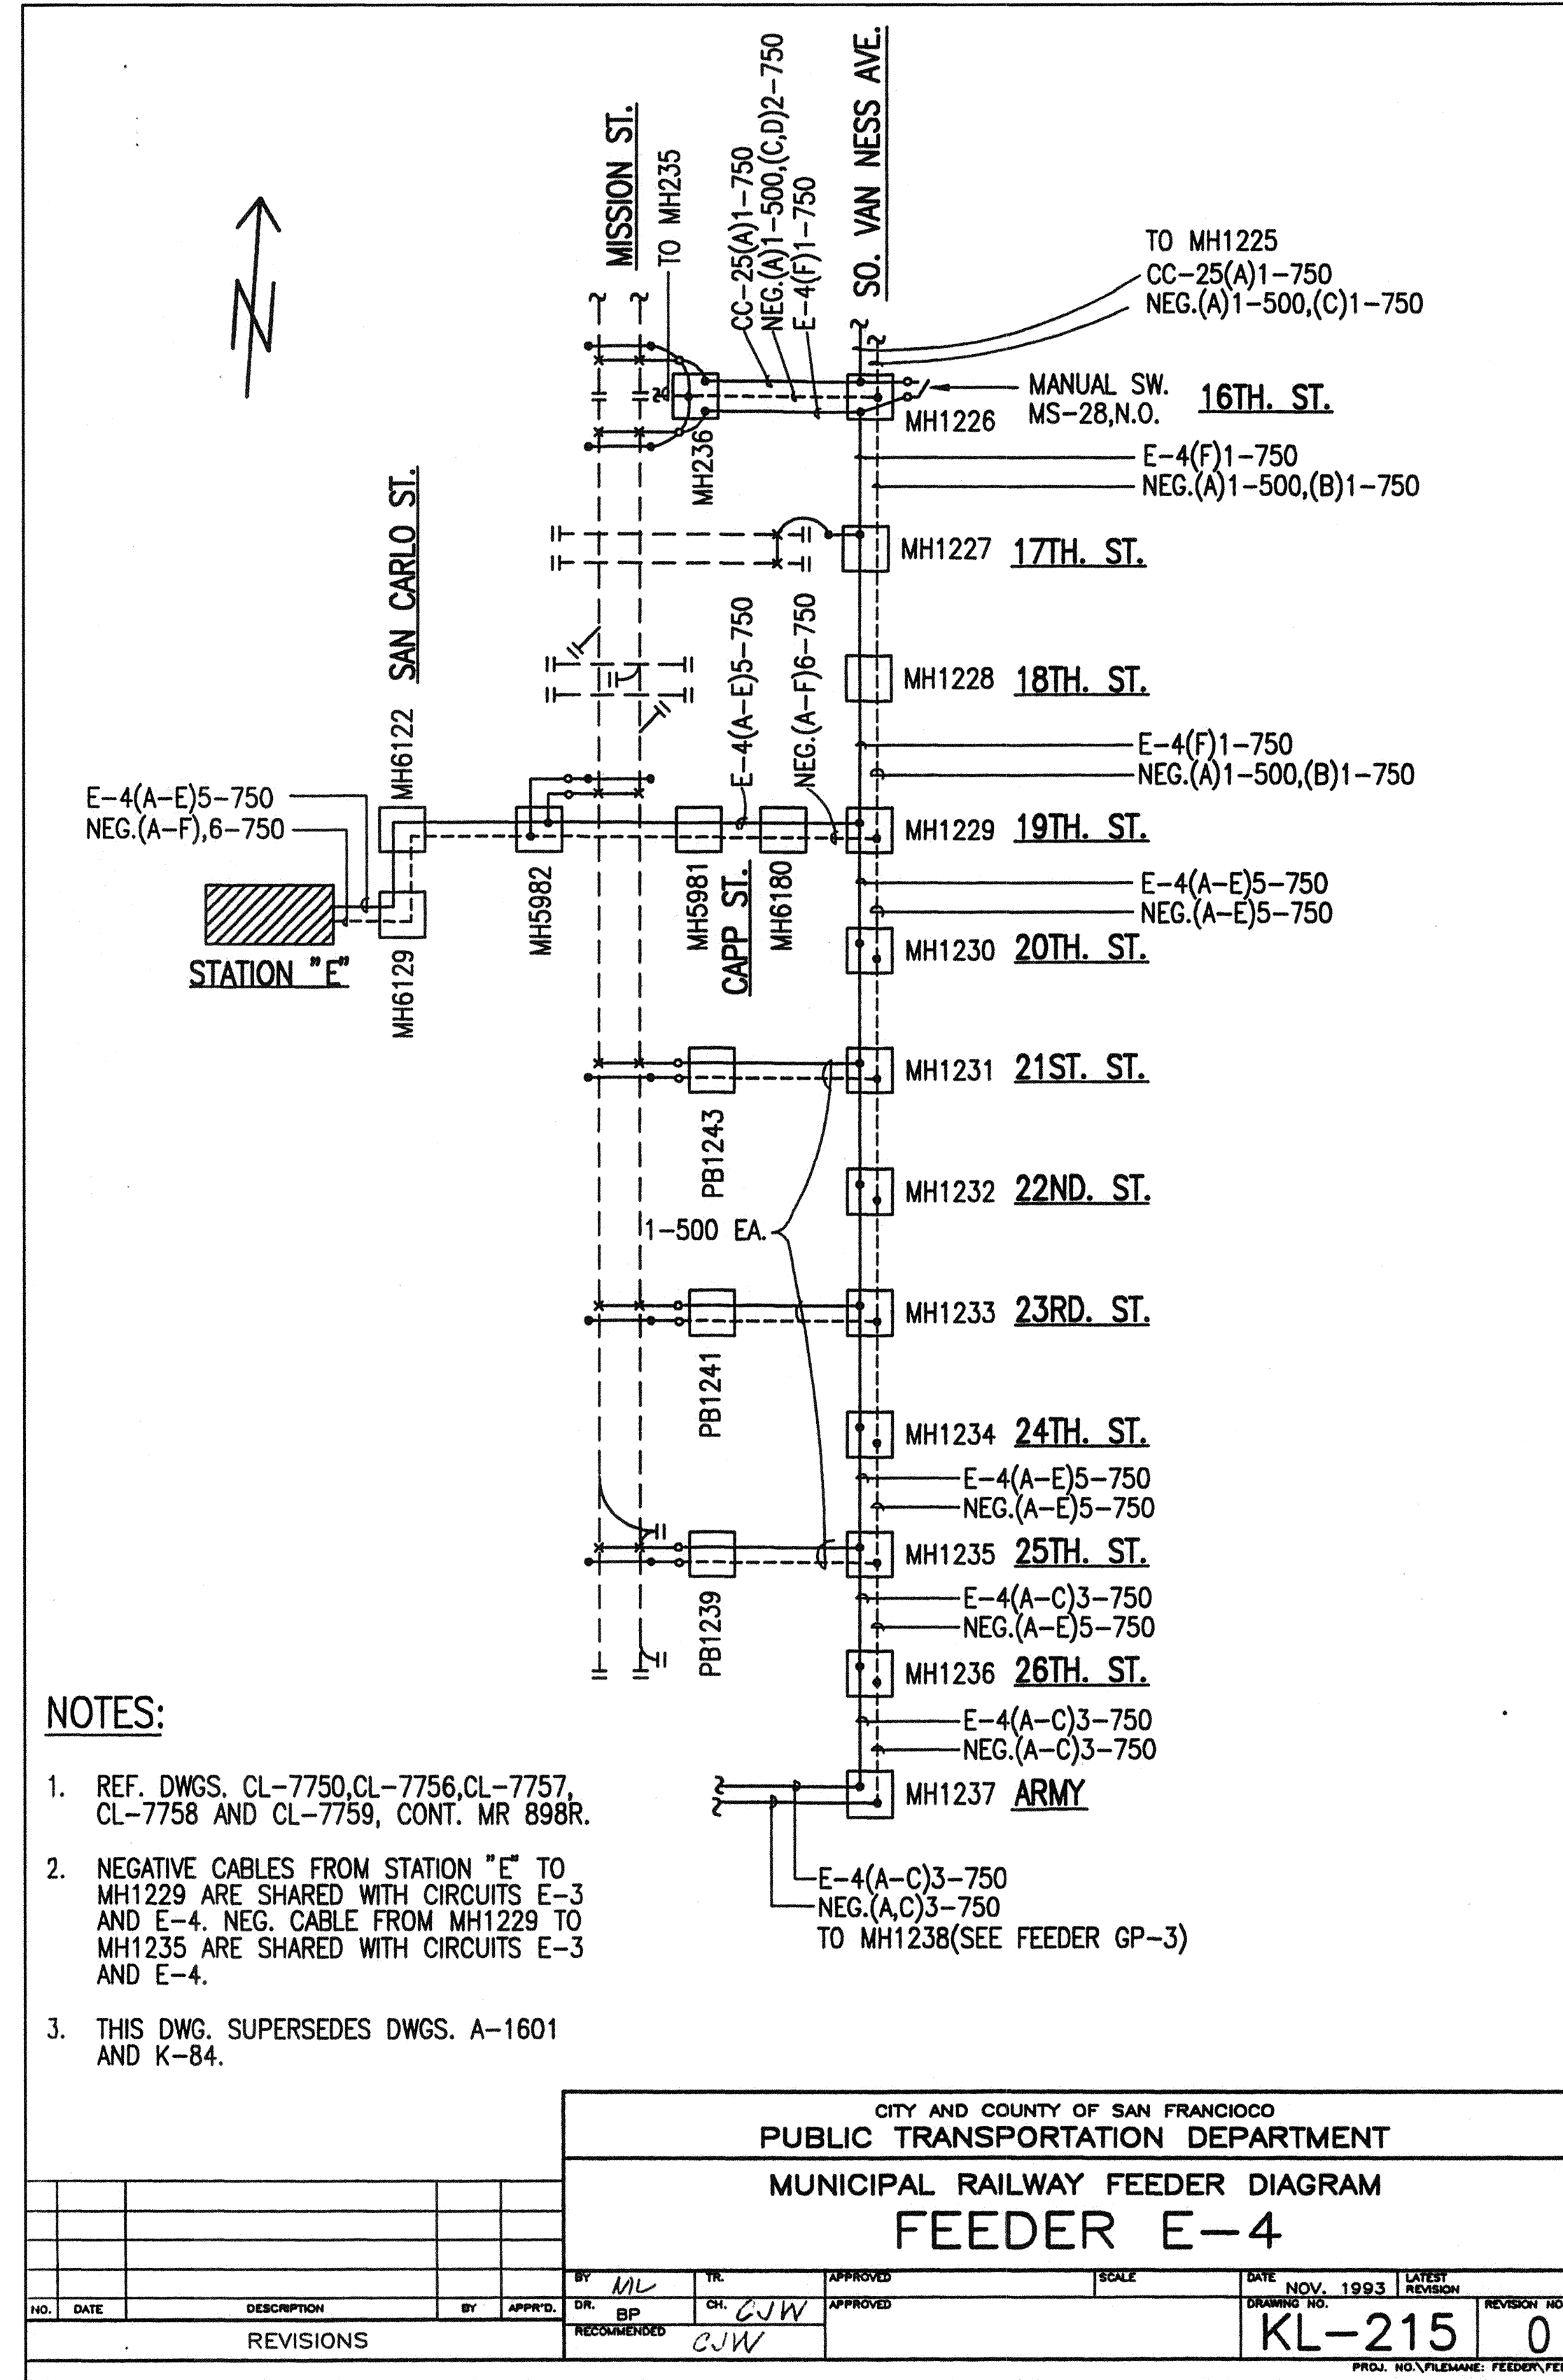 MISSION ST.
TO MH235
CC-25(A)1-750
NEG.(A)1-500,(C,D)2-750
E-4(F)1-750
SO. VAN NESS AVE.
TO MH1225
CC-25(A)1-750
NEG.(A)1-500,(C)1-750
MANUAL SW.
MS-28,N.O.
16TH. ST.
MH1226
MH236
E-4(F)1-750
NEG.(A)1-500,(B)1-750
N
SAN CARLO ST.
MH1227 17TH. ST.
E-4(A-E)5-750
NEG.(A-F)6-750
MH1228 18TH. ST.
E-4(F)1-750
NEG.(A)1-500,(B)1-750
MH6122
E-4(A-E)5-750
NEG.(A-F),6-750
MH1229 19TH. ST.
MH5982
MH5981
CAPP ST.
MH6180
E-4(A-E)5-750
NEG.(A-E)5-750
MH1230 20TH. ST.
STATION "E"
MH6129
MH1231 21ST. ST.
PB1243
MH1232 22ND. ST.
1-500 EA.
MH1233 23RD. ST.
PB1241
MH1234 24TH. ST.
E-4(A-E)5-750
NEG.(A-E)5-750
MH1235 25TH. ST.
PB1239
E-4(A-C)3-750
NEG.(A-E)5-750
MH1236 26TH. ST.
E-4(A-C)3-750
NEG.(A-C)3-750
MH1237 ARMY
E-4(A-C)3-750
NEG.(A,C)3-750
TO MH1238(SEE FEEDER GP-3)
NOTES:
1. REF. DWGS. CL-7750,CL-7756,CL-7757,
CL-7758 AND CL-7759, CONT. MR 898R.
2. NEGATIVE CABLES FROM STATION "E" TO
MH1229 ARE SHARED WITH CIRCUITS E-3
AND E-4. NEG. CABLE FROM MH1229 TO
MH1235 ARE SHARED WITH CIRCUITS E-3
AND E-4.
3. THIS DWG. SUPERSEDES DWGS. A-1601
AND K-84.
CITY AND COUNTY OF SAN FRANCIOCO
PUBLIC TRANSPORTATION DEPARTMENT
MUNICIPAL RAILWAY FEEDER DIAGRAM
FEEDER E-4
BY ML TR. APPROVED SCALE DATE NOV. 1993 LATEST REVISION
NO. DATE DESCRIPTION BY APPR'D.
REVISIONS
DR. BP CH. CJW APPROVED
RECOMMENDED CJW
DRAWING NO. KL-215
REVISION NO 0
PROJ. NO.\FILEMANE: FEEDER\